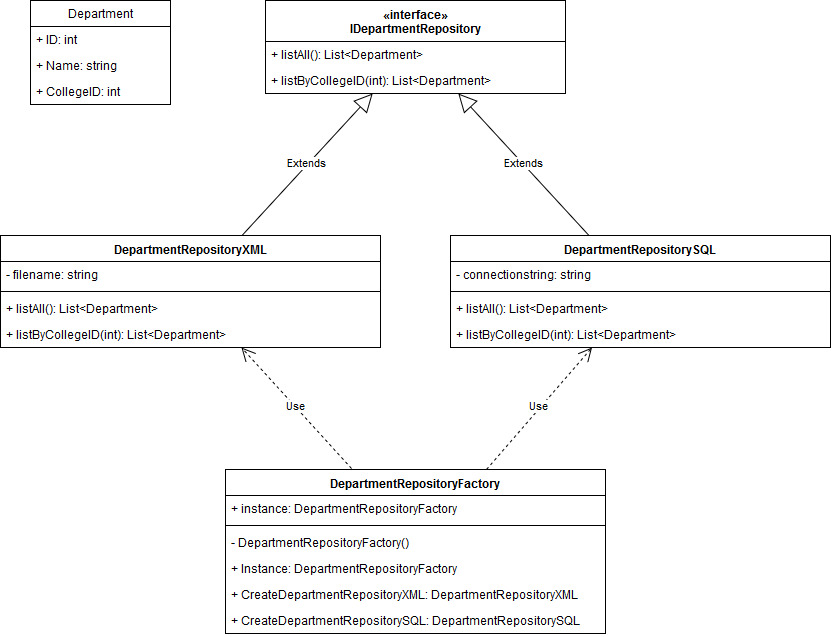 Department
+ ID: int
+ Name: string
+ CollegeID: int
«interface»
IDepartmentRepository
+ listAll(): List<Department>
+ listByCollegeID(int): List<Department>
Extends
Extends
DepartmentRepositoryXML
- filename: string
+ listAll(): List<Department>
+ listByCollegeID(int): List<Department>
DepartmentRepositorySQL
- connectionstring: string
+ listAll(): List<Department>
+ listByCollegeID(int): List<Department>
Use
Use
DepartmentRepositoryFactory
+ instance: DepartmentRepositoryFactory
- DepartmentRepositoryFactory()
+ Instance: DepartmentRepositoryFactory
+ CreateDepartmentRepositoryXML: DepartmentRepositoryXML
+ CreateDepartmentRepositorySQL: DepartmentRepositorySQL